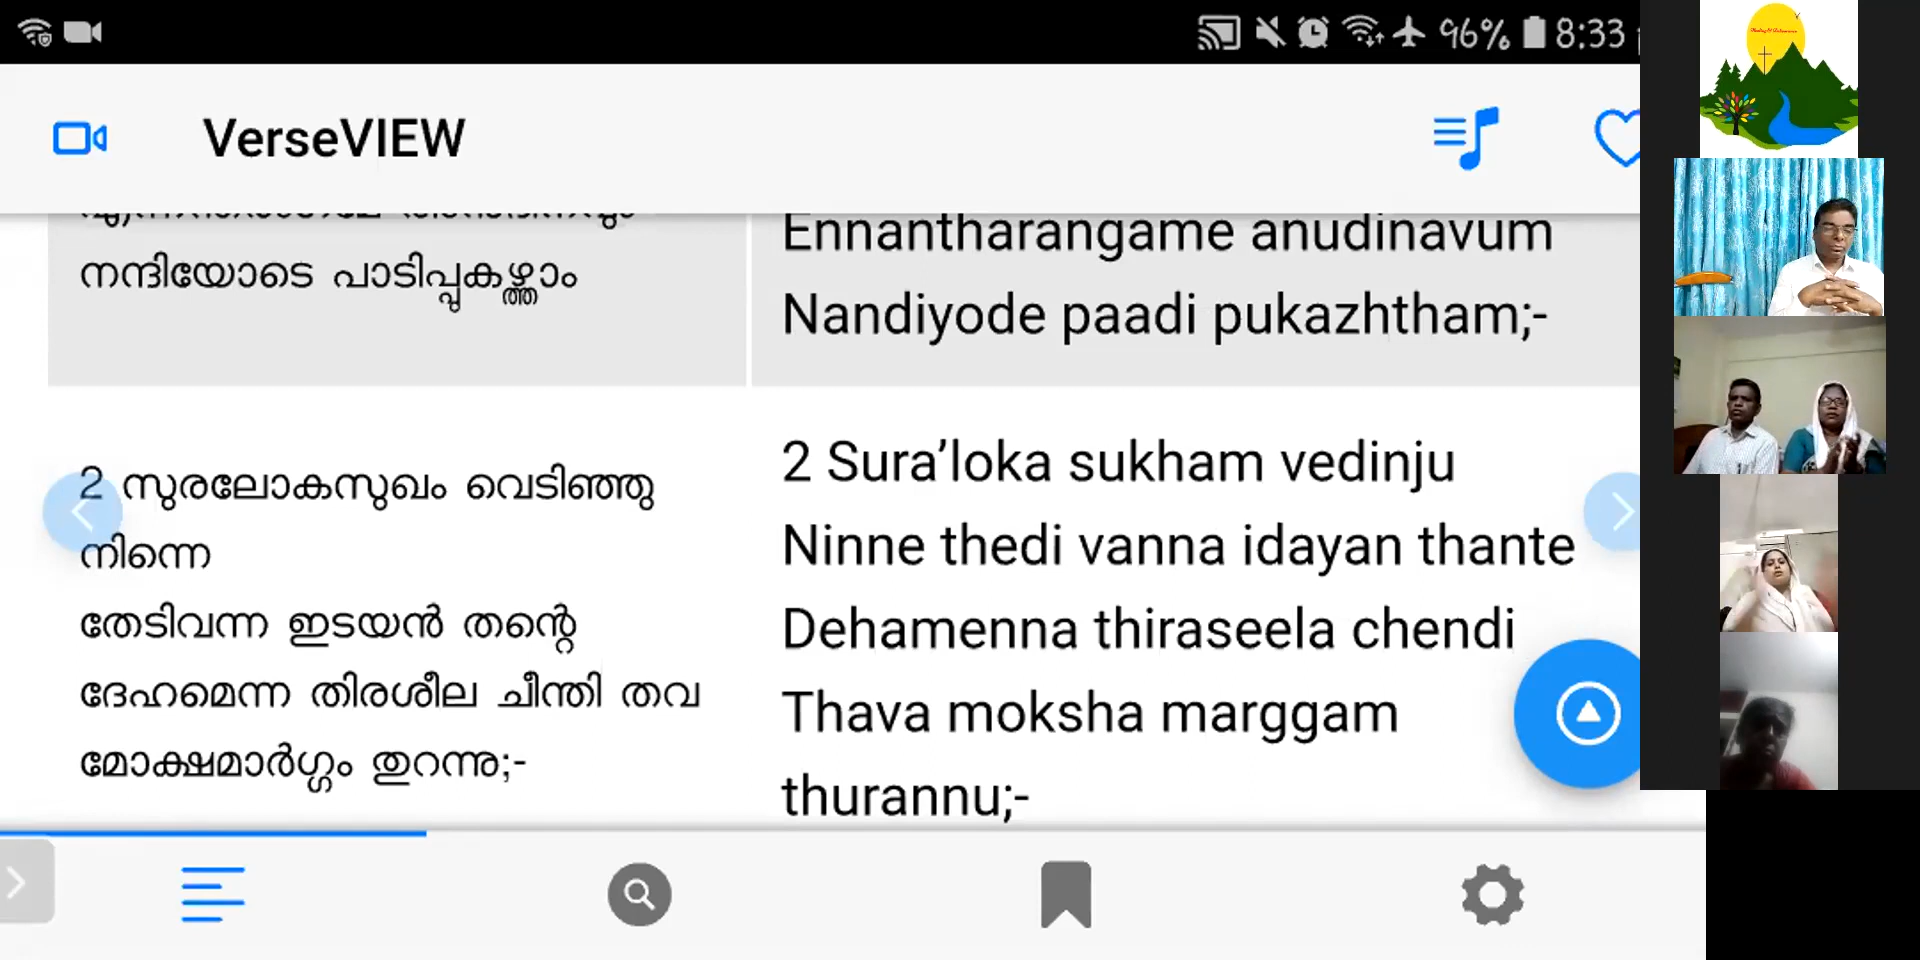 96% 8:33
VerseVIEW
നന്ദിയോടെ പാടിപ്പുകഴ്ത്താം
Ennantharangame anudinavum
Nandiyode paadi pukazhtham;-
2 സുരലോകസുഖം വെടിഞ്ഞു
നിന്നെ
തേടിവന്ന ഇടയൻ തന്റെ
ദേഹമെന്ന തിരശീല ചീന്തി തവ
മോക്ഷമാർഗ്ഗം തുറന്നു;-
2 Sura’loka sukham vedinju
Ninne thedi vanna idayan thante
Dehamenna thiraseela chendi
Thava moksha marggam
thurannu;-